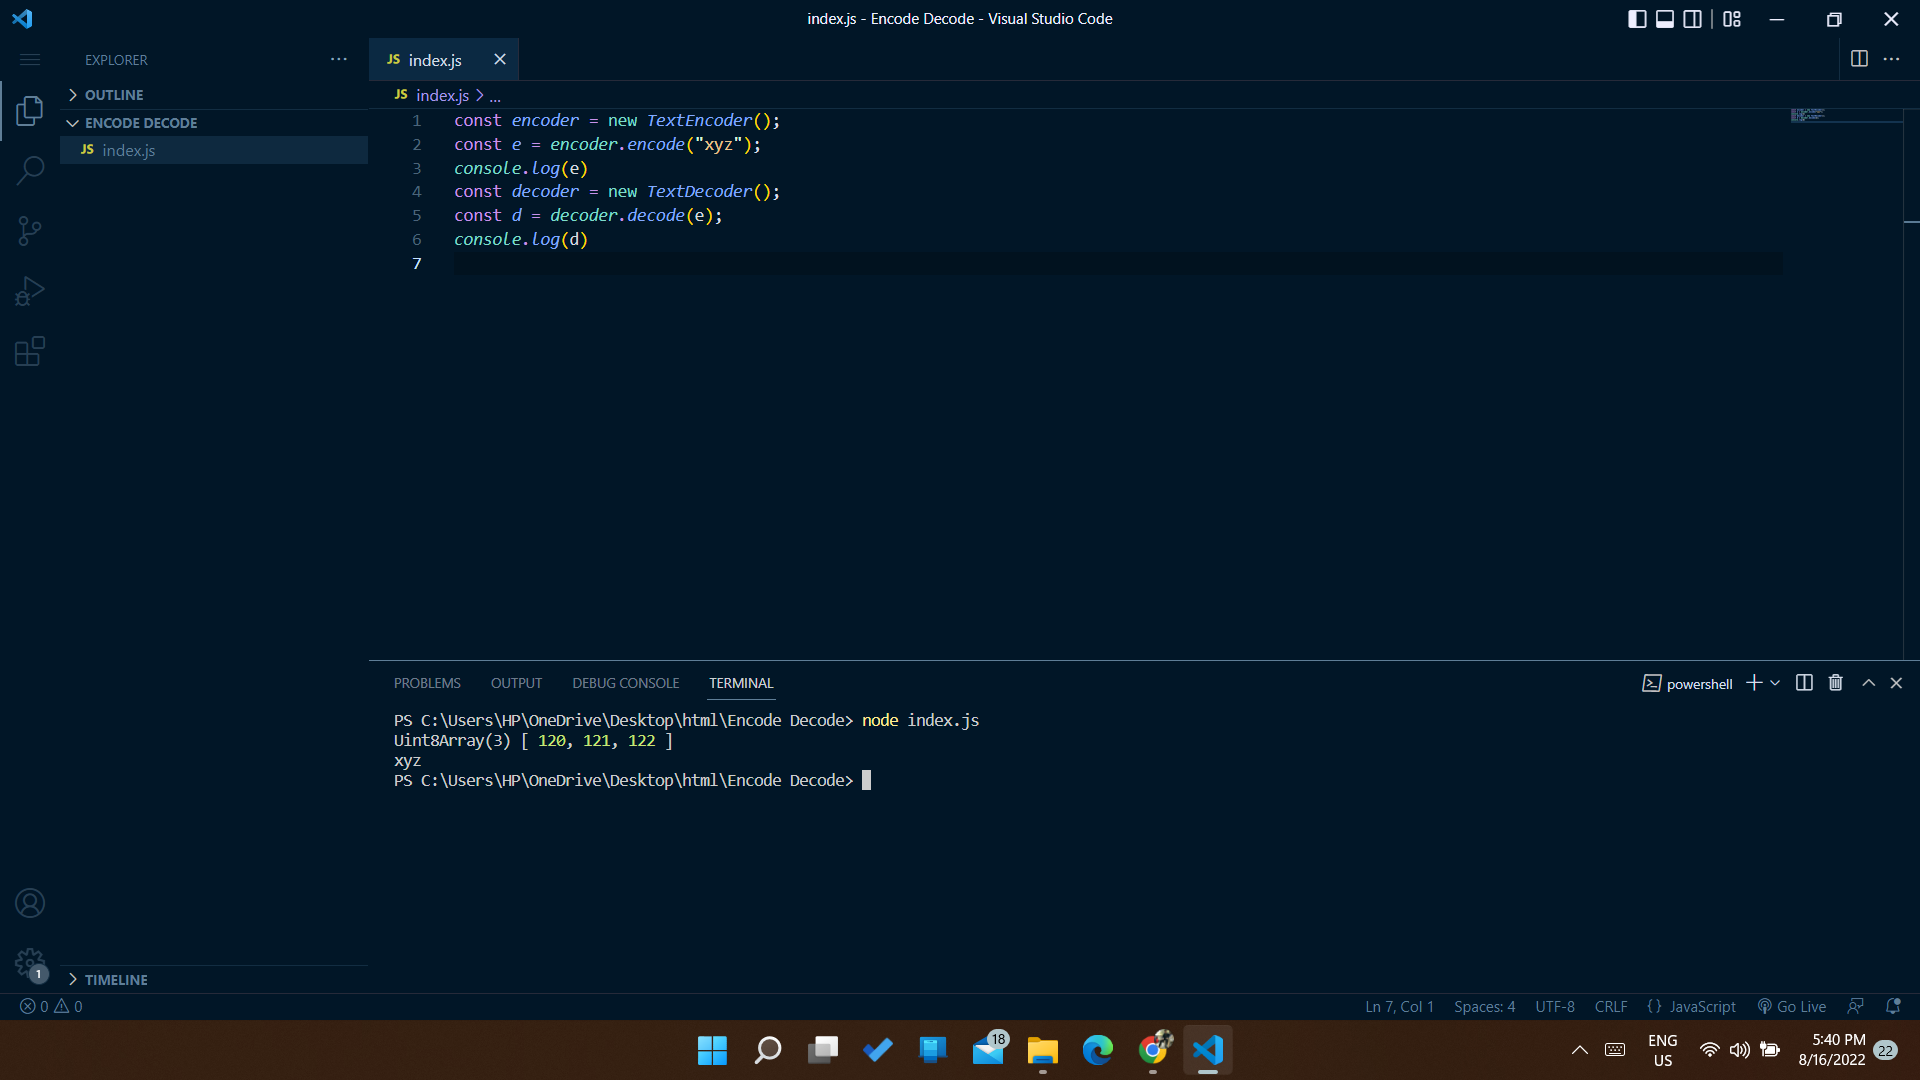 index.js - Encode Decode - Visual Studio Code
EXPLORER
OUTLINE
ENCODE DECODE
JS index.js
JS index.js
JS index.js > ...
1 const encoder = new TextEncoder();
2 const e = encoder.encode("xyz");
3 console.log(e)
4 const decoder = new TextDecoder();
5 const d = decoder.decode(e);
6 console.log(d)
7
PROBLEMS OUTPUT DEBUG CONSOLE TERMINAL
powershell
PS C:\Users\HP\OneDrive\Desktop\html\Encode Decode> node index.js
Uint8Array(3) [ 120, 121, 122 ]
xyz
PS C:\Users\HP\OneDrive\Desktop\html\Encode Decode>
1
TIMELINE
0 0
Ln 7, Col 1 Spaces: 4 UTF-8 CRLF {} JavaScript Go Live
18
ENG
US
5:40 PM
8/16/2022
22